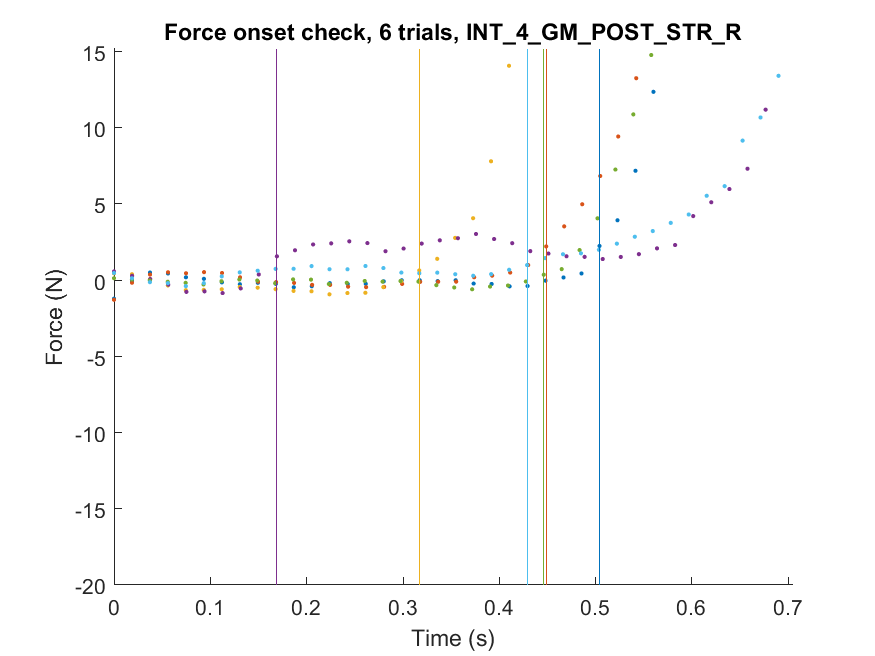 Force onset check, 6 trials, INT_4_GM_POST_STR_R
15
10
5
0
-5
-10
-15
-20
Force (N)
0 0.1 0.2 0.3 0.4 0.5 0.6 0.7
Time (s)